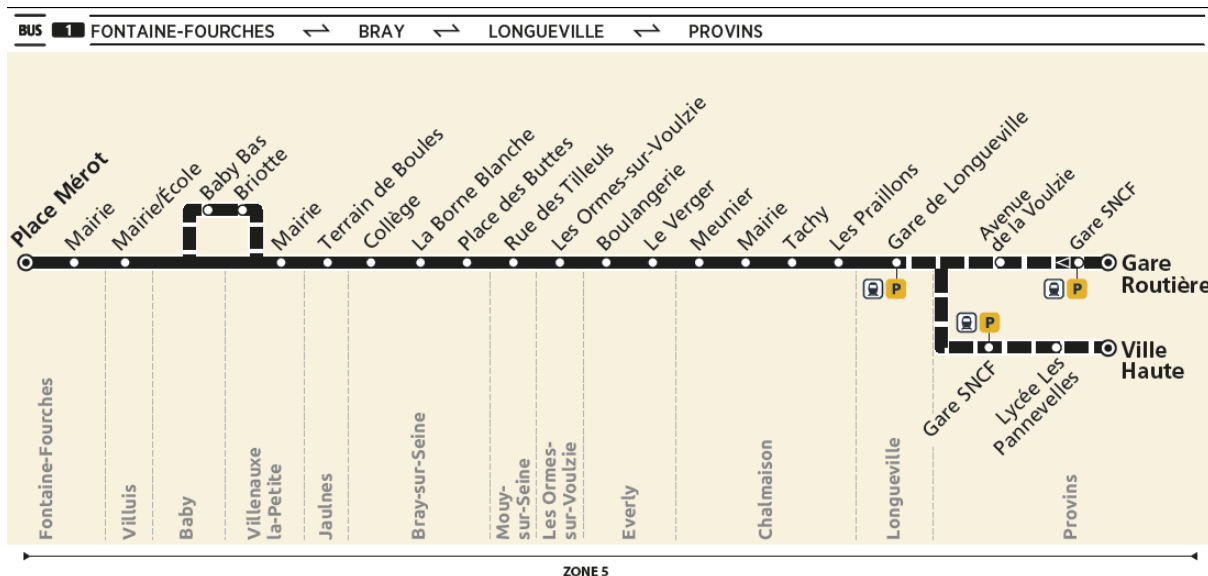 BUS 1 FONTAINE-FOURCHES BRAY LONGUEVILLE PROVINS
Place Mérot
Mairie
Mairie/École
Baby Bas
Briotte
Mairie
Terrain de Boules
Collège
La Borne Blanche
Place des Buttes
Rue des Tilleuls
Les Ormes-sur-Voulzie
Boulangerie
Le Verger
Meunier
Mairie
Tachy
Les Praillons
Gare de Longueville
Avenue
de la Voulzie
Gare SNCF
Gare
Routière
P
P
P
Gare SNCF
Lycée Les
Pannevelles
Ville
Haute
Fontaine-Fourches
Villuis
Baby
Villenauxe
la-Petite
Jaulnes
Bray-sur-Seine
Mouy-
sur-Seine
Les Ormes-
sur-Voulzie
Everly
Chalmaison
Longueville
Provins
ZONE 5